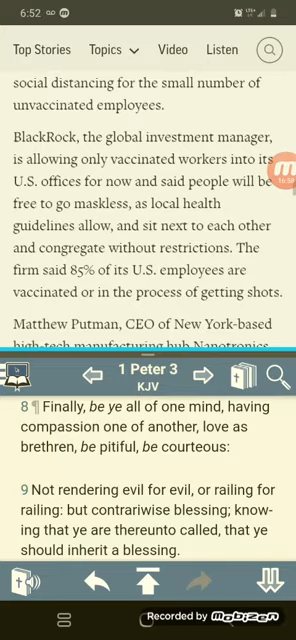 6:52
Top Stories Topics Video Listen
social distancing for the small number of
unvaccinated employees.
BlackRock, the global investment manager,
is allowing only vaccinated workers into its
U.S. offices for now and said people will be
free to go maskless, as local health
guidelines allow, and sit next to each other
and congregate without restrictions. The
firm said 85% of its U.S. employees are
vaccinated or in the process of getting shots.
Matthew Putman, CEO of New York-based
high-tech manufacturing hub Nanotronics
1 Peter 3
KJV
8 ¶ Finally, be ye all of one mind, having
compassion one of another, love as
brethren, be pitiful, be courteous:
9 Not rendering evil for evil, or railing for
railing: but contrariwise blessing; know-
ing that ye are thereunto called, that ye
should inherit a blessing.
Recorded by mobizen